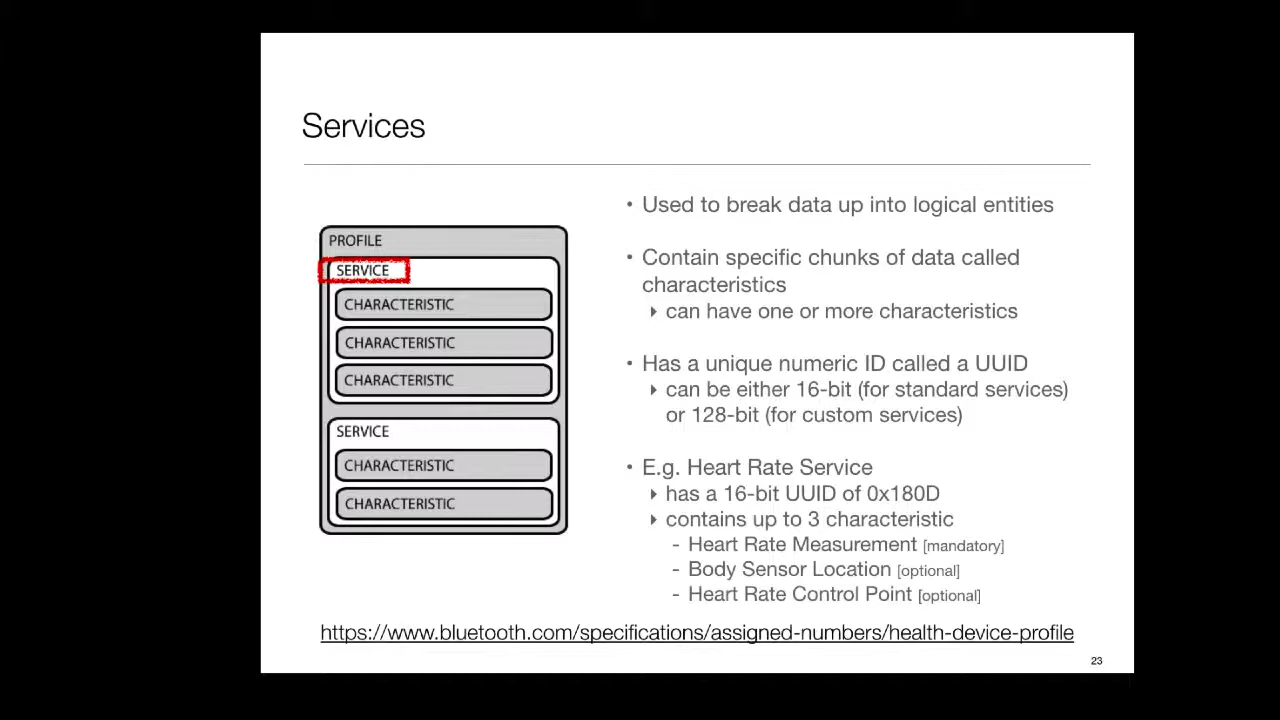 Services
PROFILE
SERVICE
CHARACTERISTIC
CHARACTERISTIC
CHARACTERISTIC
SERVICE
CHARACTERISTIC
CHARACTERISTIC
• Used to break data up into logical entities
• Contain specific chunks of data called
characteristics
‣ can have one or more characteristics
• Has a unique numeric ID called a UUID
‣ can be either 16-bit (for standard services)
or 128-bit (for custom services)
• E.g. Heart Rate Service
‣ has a 16-bit UUID of 0x180D
‣ contains up to 3 characteristic
- Heart Rate Measurement [mandatory]
- Body Sensor Location [optional]
- Heart Rate Control Point [optional]
https://www.bluetooth.com/specifications/assigned-numbers/health-device-profile
23